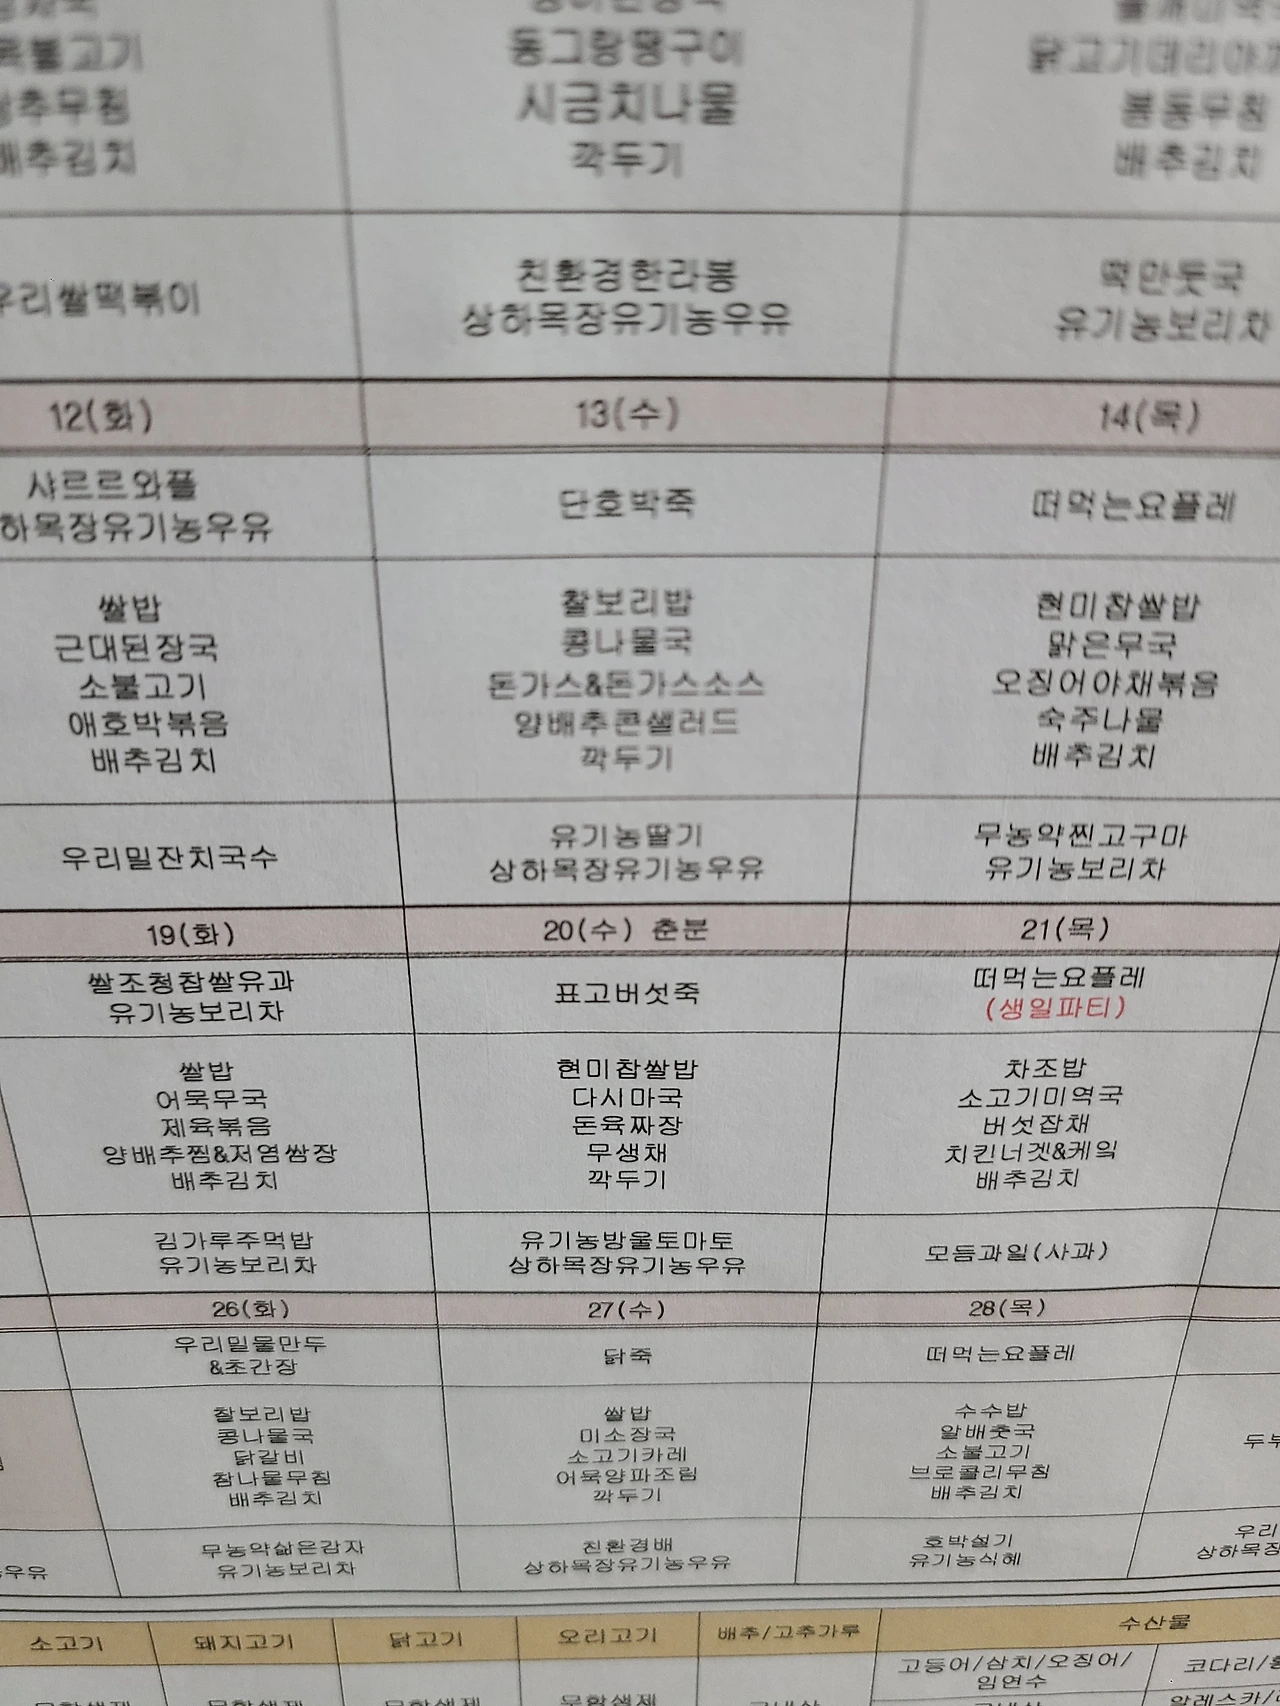 동그랑땡구이
시금치나물
깍두기
봄동무침
배추김치
친환경한라봉
상하목장유기농우유
떡만둣국
유기농보리차
12(화)
13(수)
14(목)
샤르르와플
하목장유기농우유
단호박죽
떠먹는요플레
쌀밥
근대된장국
소불고기
애호박볶음
배추김치
찰보리밥
콩나물국
돈가스&돈가스소스
양배추콘샐러드
깍두기
현미찹쌀밥
맑은무국
오징어야채볶음
숙주나물
배추김치
우리밀잔치국수
유기농딸기
상하목장유기농우유
무농약찐고구마
유기농보리차
19(화)
20(수) 춘분
21(목)
쌀조청찹쌀유과
유기농보리차
표고버섯죽
떠먹는요플레
(생일파티)
쌀밥
어묵무국
제육볶음
양배추찜&저염쌈장
배추김치
현미찹쌀밥
다시마국
돈육짜장
무생채
깍두기
차조밥
소고기미역국
버섯잡채
치킨너겟&케잌
배추김치
김가루주먹밥
유기농보리차
유기농방울토마토
상하목장유기농우유
모듬과일(사과)
26(화)
27(수)
28(목)
우리밀물만두
&초간장
닭죽
떠먹는요플레
찰보리밥
콩나물국
닭갈비
참나물무침
배추김치
쌀밥
미소장국
소고기카레
어묵양파조림
깍두기
수수밥
알배춧국
소불고기
브로콜리무침
배추김치
무농약삶은감자
유기농보리차
친환경배
상하목장유기농우유
호박설기
유기농식혜
우리
소고기
돼지고기
닭고기
오리고기
배추/고추가루
수산물
고등어/삼치/오징어/
임연수